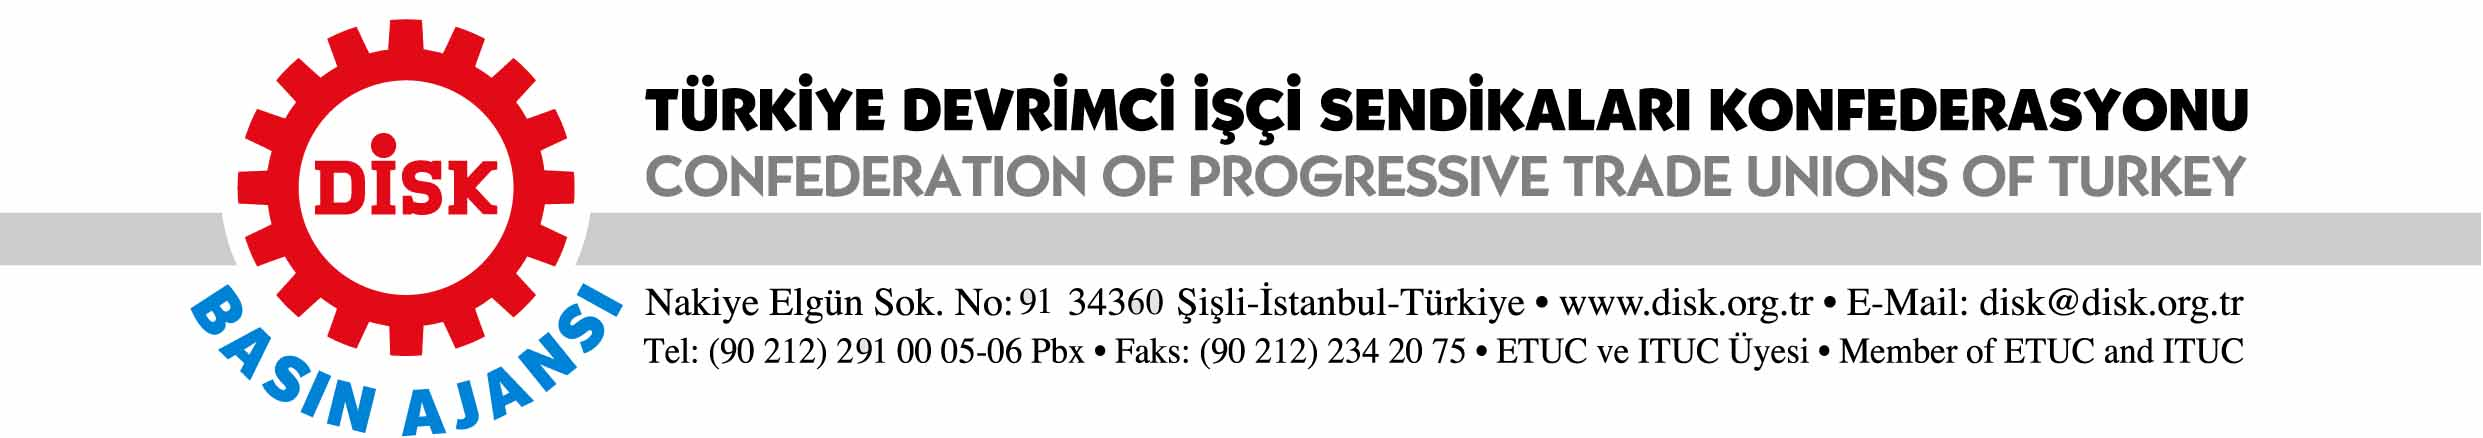 DİSK
BASIN AJANSI
TÜRKİYE DEVRİMCİ İŞÇİ SENDİKALARI KONFEDERASYONU
CONFEDERATION OF PROGRESSIVE TRADE UNIONS OF TURKEY
Nakiye Elgün Sok. No: 91 34360 Şişli-İstanbul-Türkiye • www.disk.org.tr • E-Mail: disk@disk.org.tr
Tel: (90 212) 291 00 05-06 Pbx • Faks: (90 212) 234 20 75 • ETUC ve ITUC Üyesi • Member of ETUC and ITUC